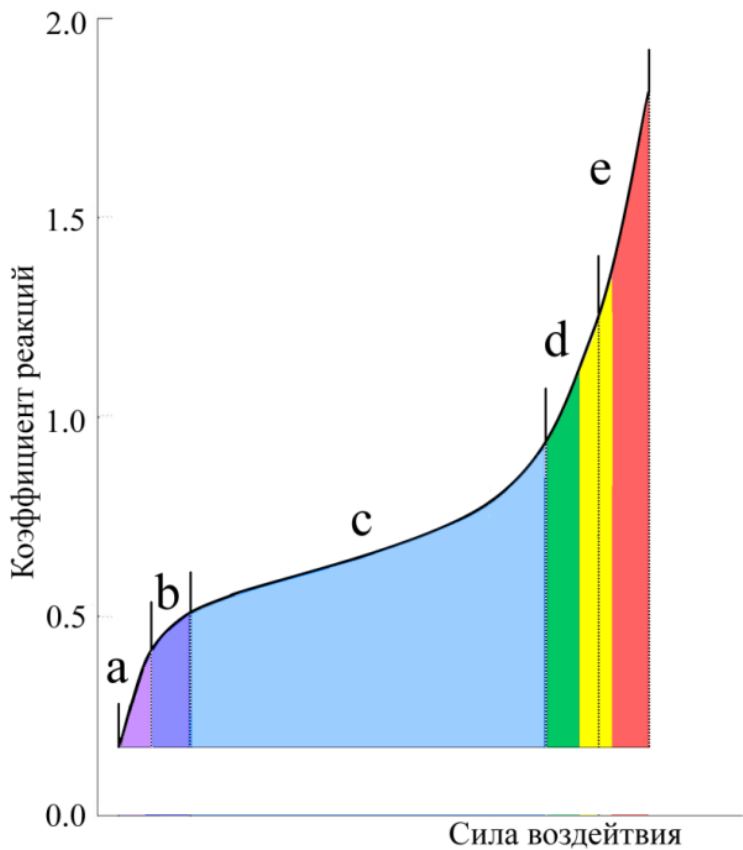 2.0
1.5
1.0
0.5
0.0
Коэффициент реакций
a
b
c
d
e
Сила воздейтвия